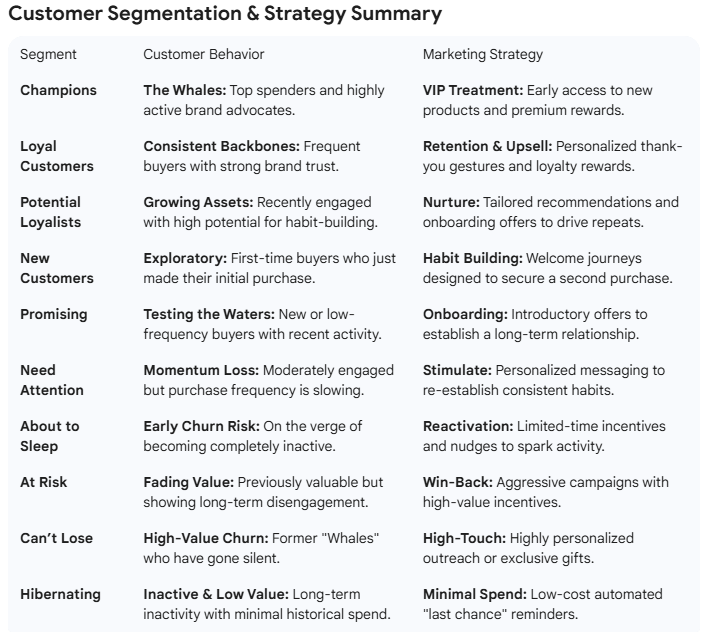 Customer Segmentation & Strategy Summary
Segment Customer Behavior Marketing Strategy
Champions The Whales: Top spenders and highly VIP Treatment: Early access to new
active brand advocates. products and premium rewards.
Loyal Consistent Backbones: Frequent Retention & Upsell: Personalized thank-
Customers buyers with strong brand trust. you gestures and loyalty rewards.
Potential Growing Assets: Recently engaged Nurture: Tailored recommendations and
Loyalists with high potential for habit-building. onboarding offers to drive repeats.
New Exploratory: First-time buyers who just Habit Building: Welcome journeys
Customers made their initial purchase. designed to secure a second purchase.
Promising Testing the Waters: New or low- Onboarding: Introductory offers to
frequency buyers with recent activity. establish a long-term relationship.
Need Momentum Loss: Moderately engaged Stimulate: Personalized messaging to
Attention but purchase frequency is slowing. re-establish consistent habits.
About to Early Churn Risk: On the verge of Reactivation: Limited-time incentives
Sleep becoming completely inactive. and nudges to spark activity.
At Risk Fading Value: Previously valuable but Win-Back: Aggressive campaigns with
showing long-term disengagement. high-value incentives.
Can’t Lose High-Value Churn: Former "Whales" High-Touch: Highly personalized
who have gone silent. outreach or exclusive gifts.
Hibernating Inactive & Low Value: Long-term Minimal Spend: Low-cost automated
inactivity with minimal historical spend. "last chance" reminders.